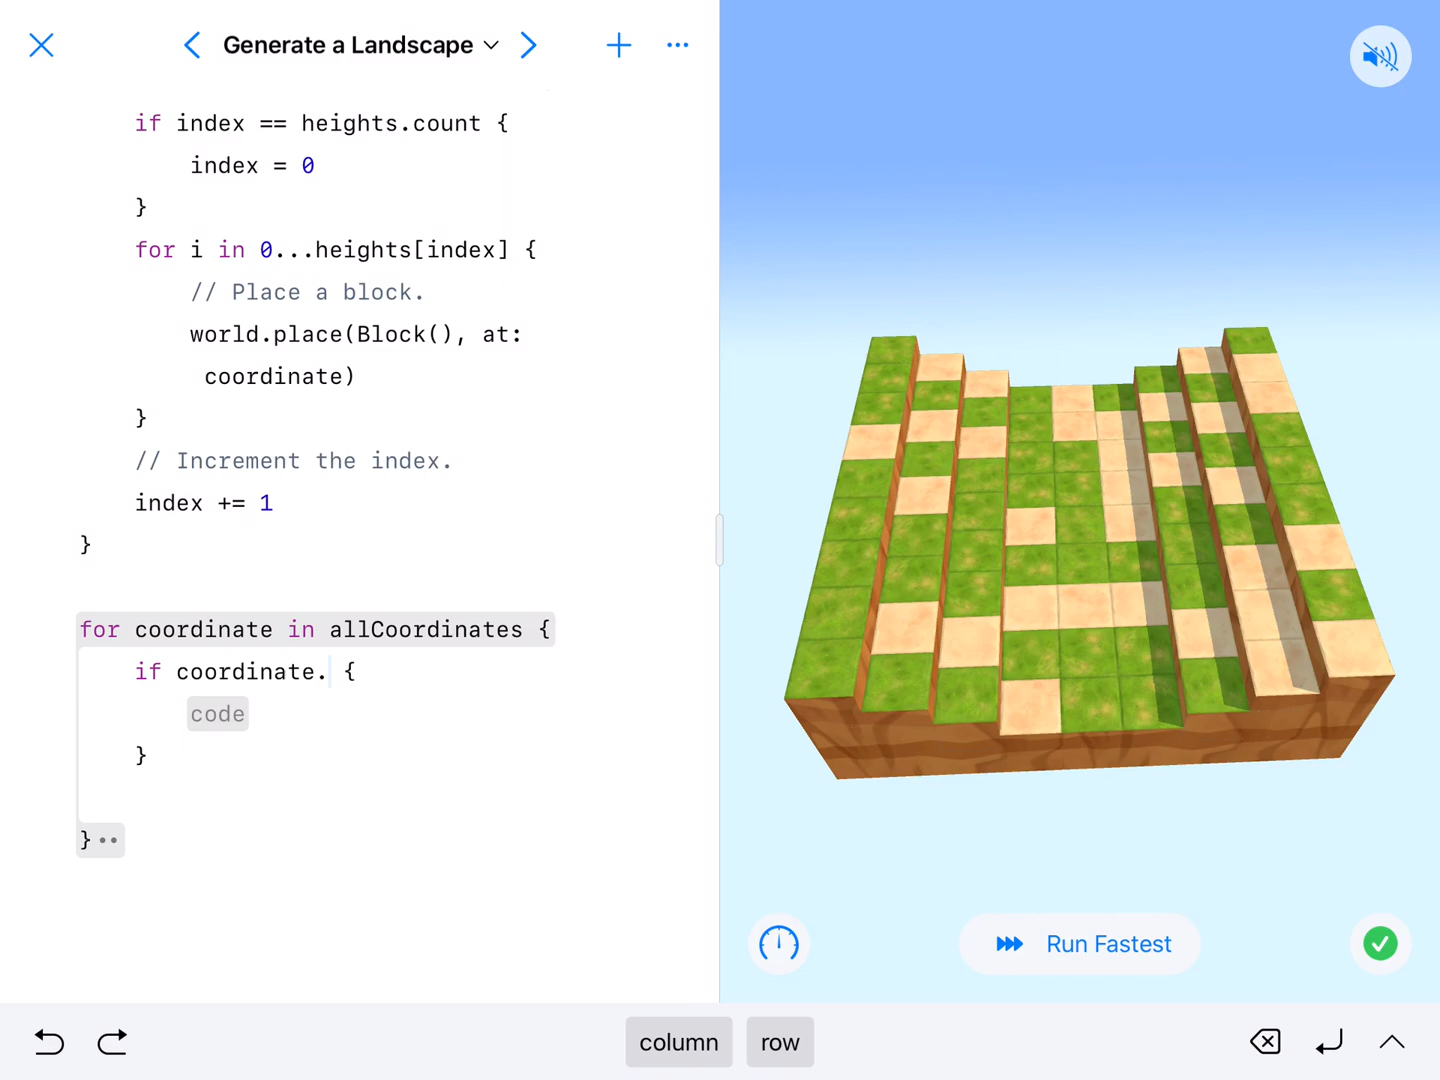 Generate a Landscape
if index == heights.count {
index = 0
}
for i in 0...heights[index] {
// Place a block.
world.place(Block(), at:
coordinate)
}
// Increment the index.
index += 1
}
for coordinate in allCoordinates {
if coordinate. {
code
}
}
Run Fastest
column row